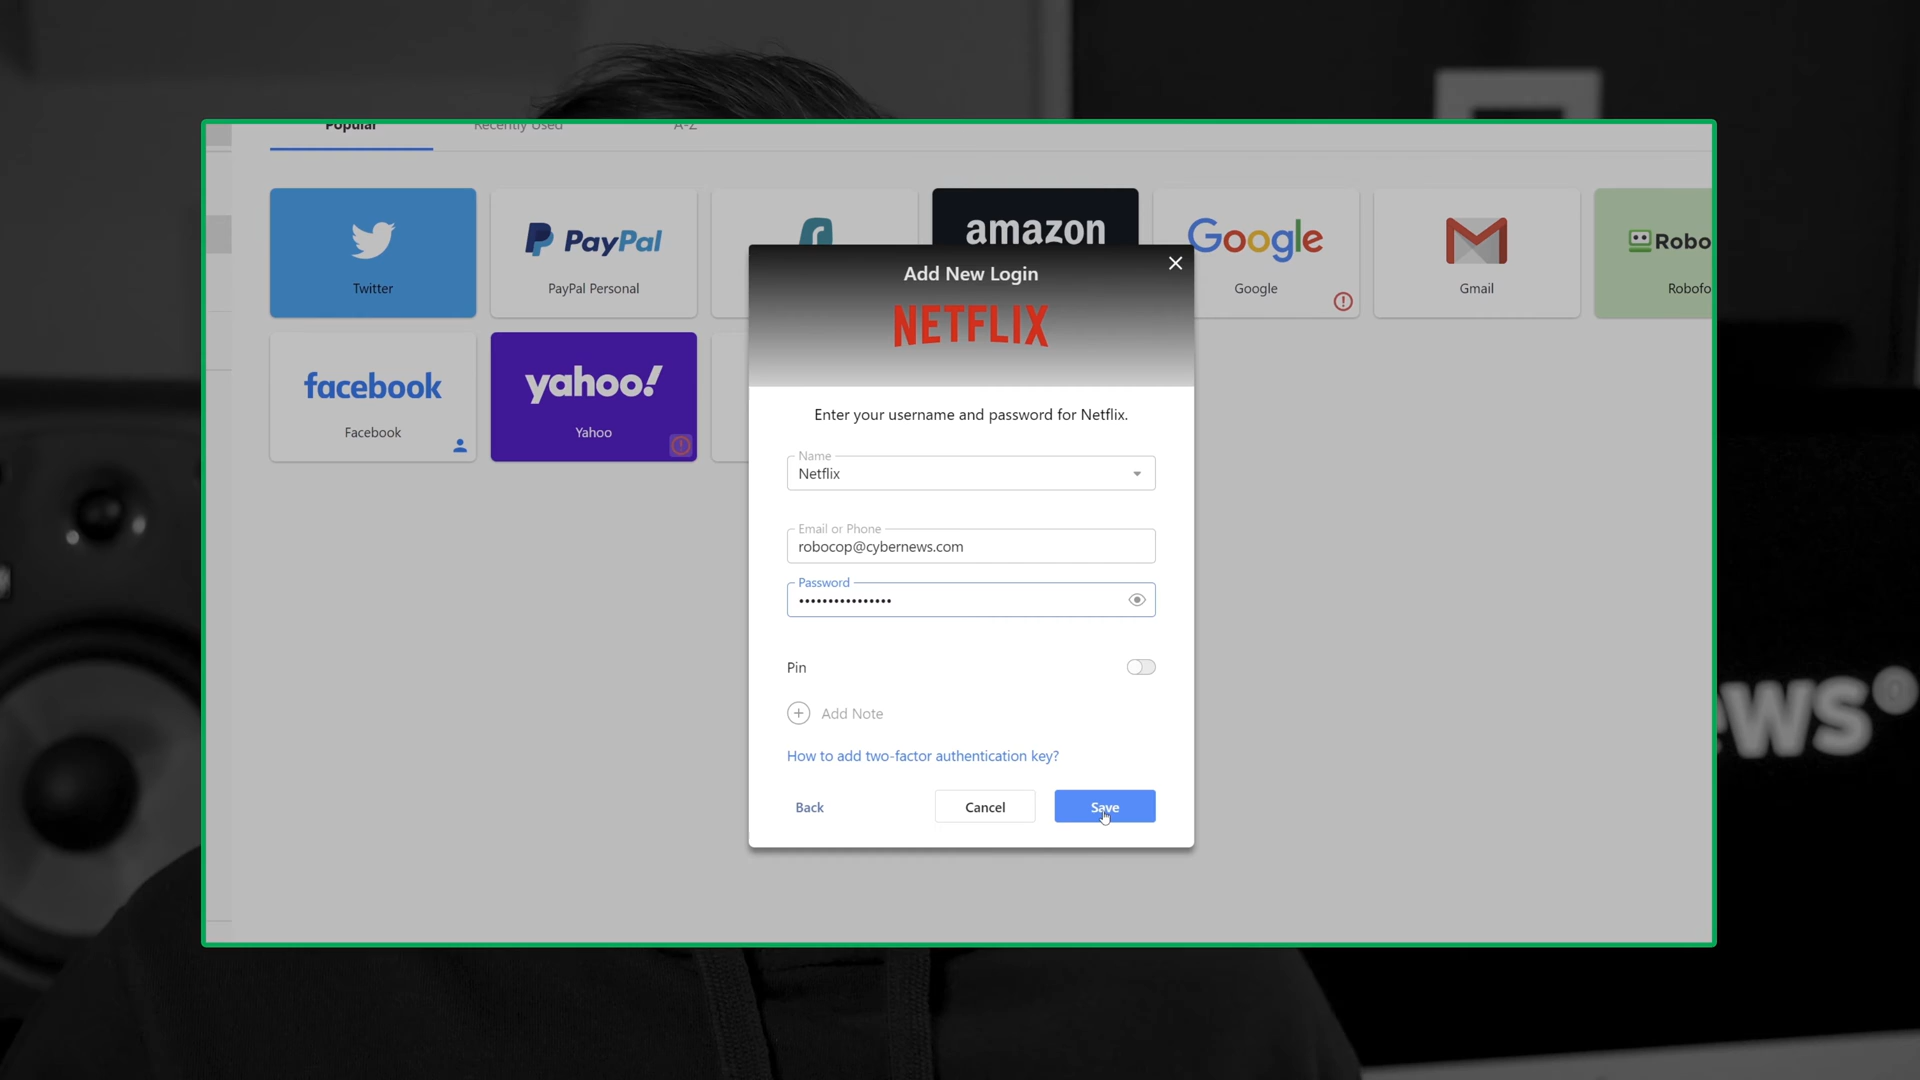 Popular Recently Used A-Z
Twitter
PayPal
PayPal Personal
amazon
Google
Google
Gmail
Robo
Robofo
facebook
Facebook
yahoo!
Yahoo
Add New Login
NETFLIX
Enter your username and password for Netflix.
Name
Netflix
Email or Phone
robocop@cybernews.com
Password
••••••••••••••••
Pin
Add Note
How to add two-factor authentication key?
Back Cancel Save
ws